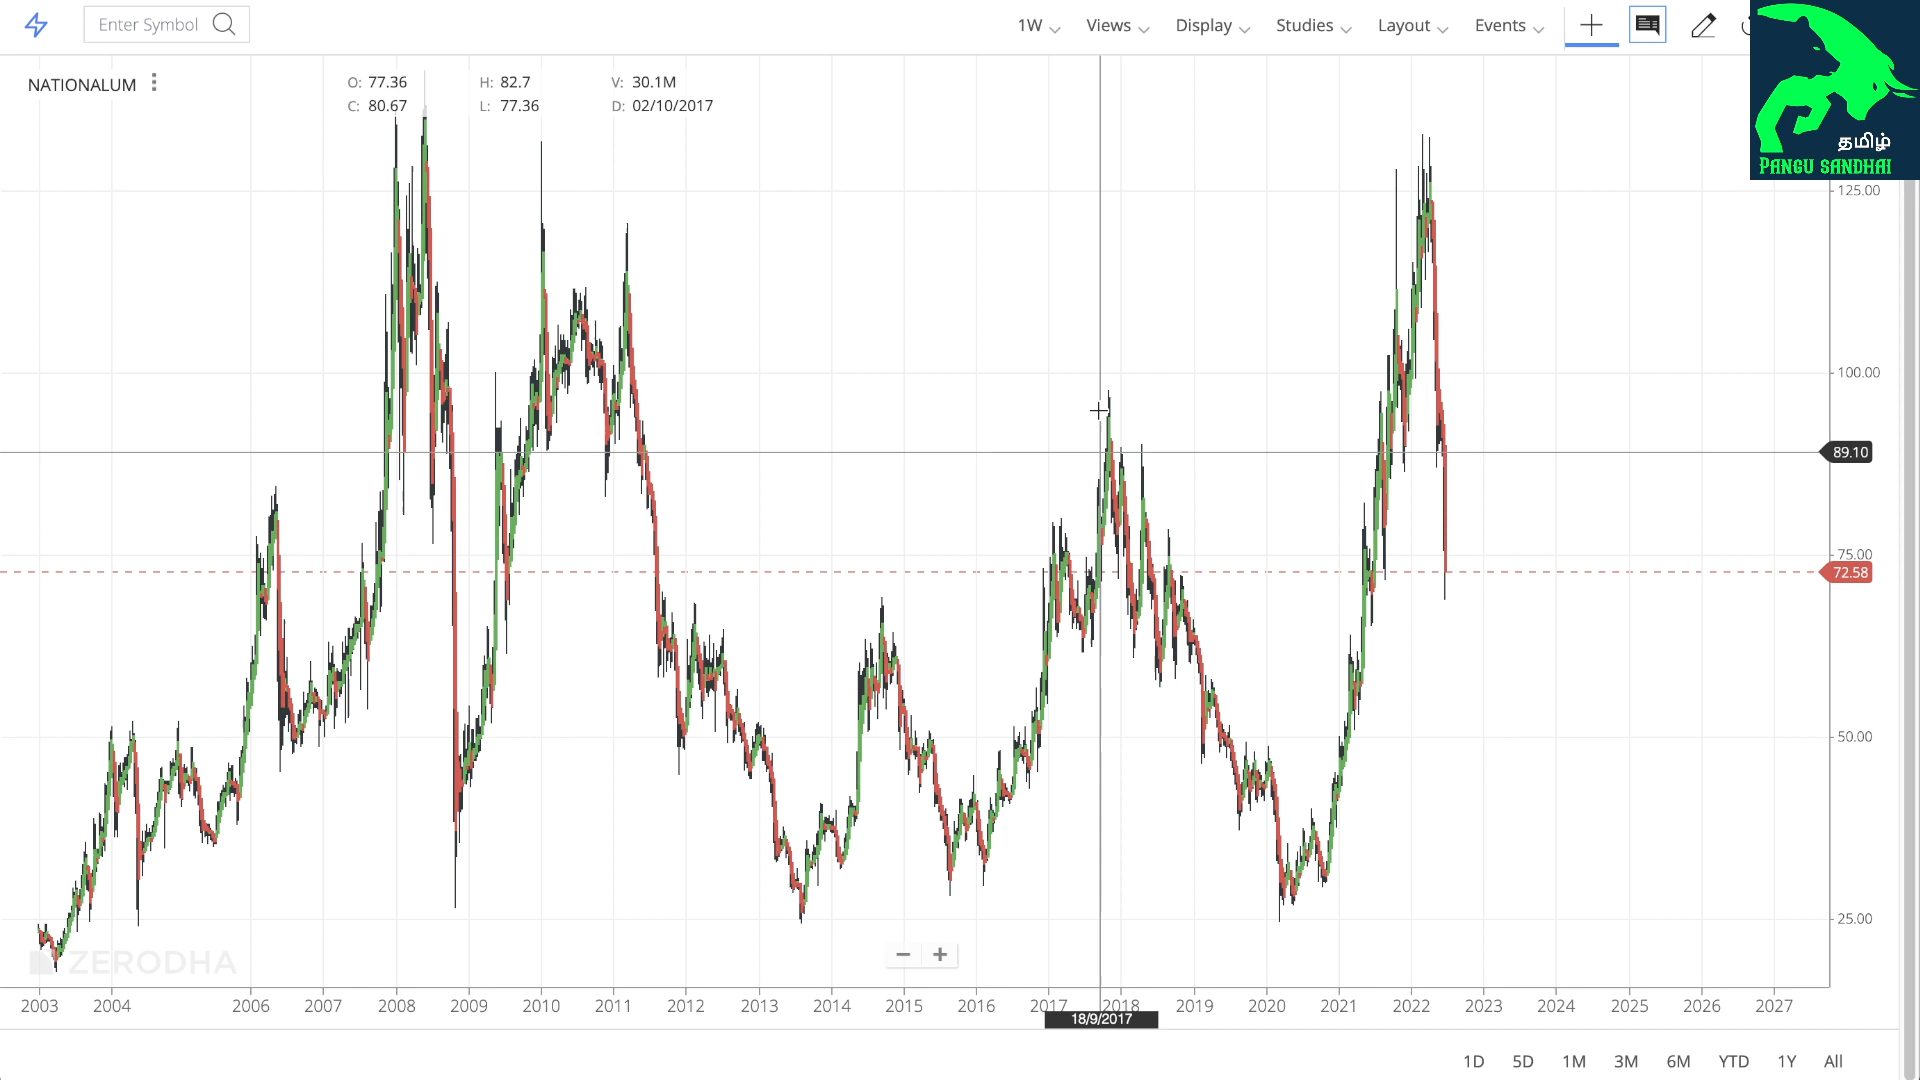 Enter Symbol
1W Views Display Studies Layout Events
NATIONALUM
O: 77.36 H: 82.7 V: 30.1M
C: 80.67 L: 77.36 D: 02/10/2017
தமிழ்
PANGU SANDHAI
125.00
100.00
89.10
75.00
72.58
50.00
25.00
ZERODHA
2003 2004 2006 2007 2008 2009 2010 2011 2012 2013 2014 2015 2016 2017 2018 2019 2020 2021 2022 2023 2024 2025 2026 2027
18/9/2017
1D 5D 1M 3M 6M YTD 1Y All